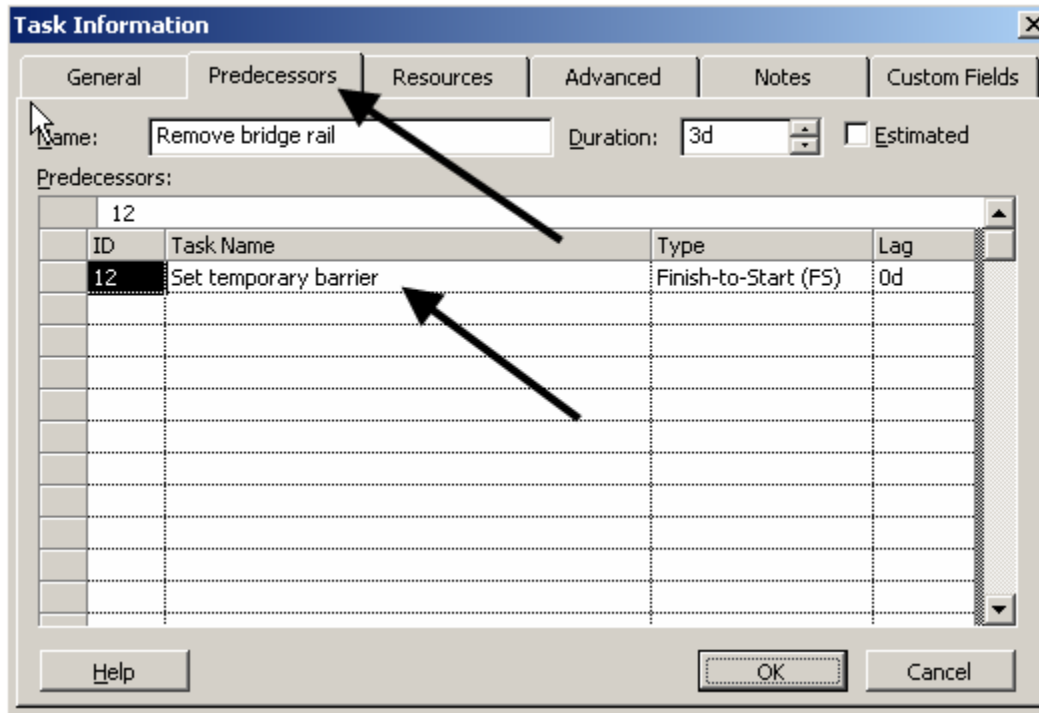 Task Information
General Predecessors Resources Advanced Notes Custom Fields
Name: Remove bridge rail Duration: 3d Estimated
Predecessors:
12
ID Task Name Type Lag
12 Set temporary barrier Finish-to-Start (FS) 0d
Help OK Cancel